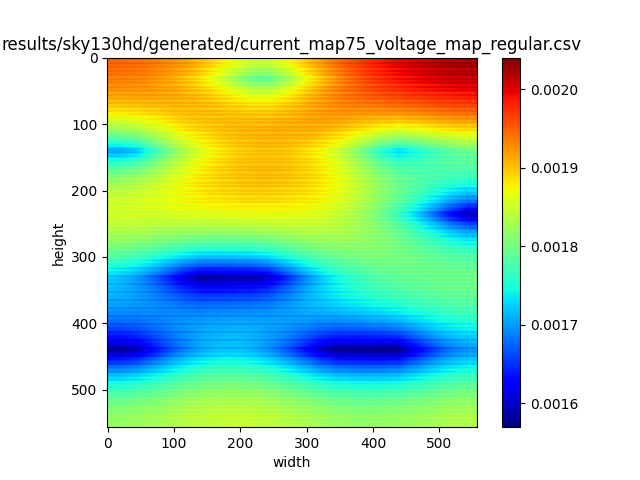 results/sky130hd/generated/current_map75_voltage_map_regular.csv
0
100
200
300
400
500
height
0 100 200 300 400 500
width
0.0020
0.0019
0.0018
0.0017
0.0016